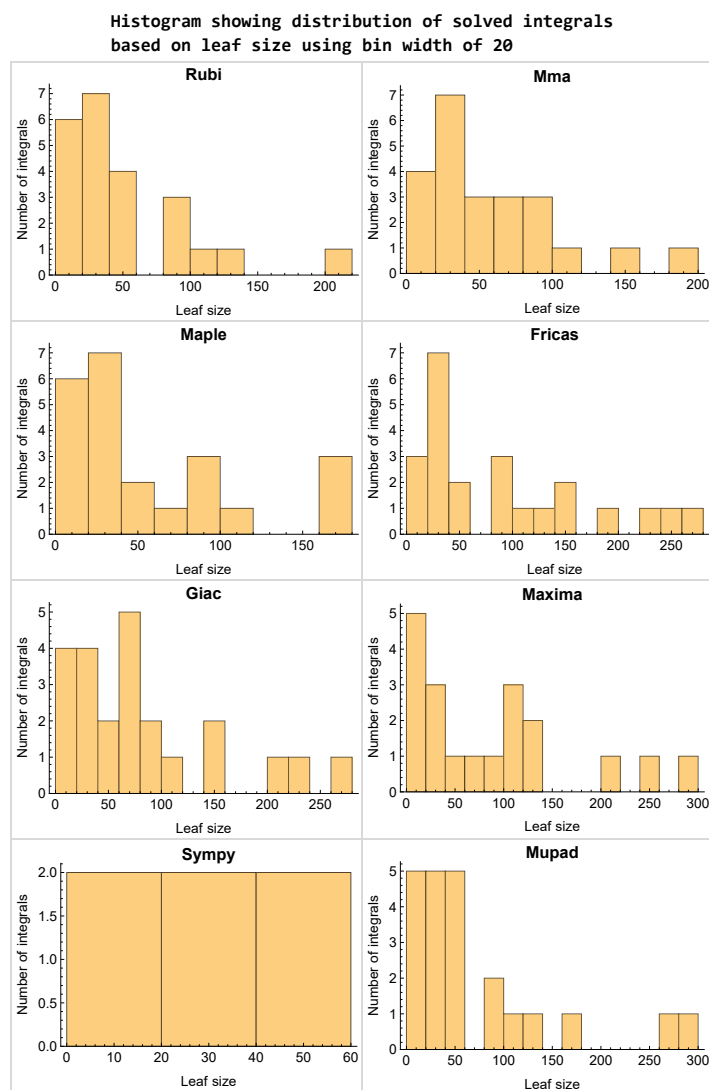 Histogram showing distribution of solved integrals
based on leaf size using bin width of 20
Rubi
Number of integrals
7
6
5
4
3
2
1
0
0 50 100 150 200
Leaf size
Mma
Number of integrals
7
6
5
4
3
2
1
0
0 50 100 150 200
Leaf size
Maple
Number of integrals
7
6
5
4
3
2
1
0
0 50 100 150
Leaf size
Fricas
Number of integrals
7
6
5
4
3
2
1
0
0 50 100 150 200 250
Leaf size
Giac
Number of integrals
5
4
3
2
1
0
0 50 100 150 200 250
Leaf size
Maxima
Number of integrals
5
4
3
2
1
0
0 50 100 150 200 250 300
Leaf size
Sympy
Number of integrals
2.0
1.5
1.0
0.5
0.0
0 10 20 30 40 50 60
Leaf size
Mupad
Number of integrals
5
4
3
2
1
0
0 50 100 150 200 250 300
Leaf size